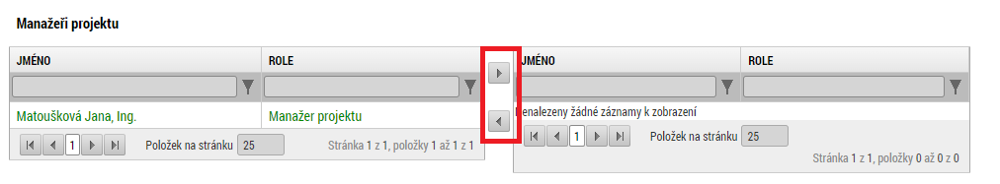 Manažeři projektu
JMÉNO ROLE
Matoušková Jana, Ing. Manažer projektu
1 Položek na stránku 25 Stránka 1 z 1, položky 1 až 1 z 1
JMÉNO ROLE
Nenalezeny žádné záznamy k zobrazení
1 Položek na stránku 25
Stránka 1 z 1, položky 0 až 0 z 0